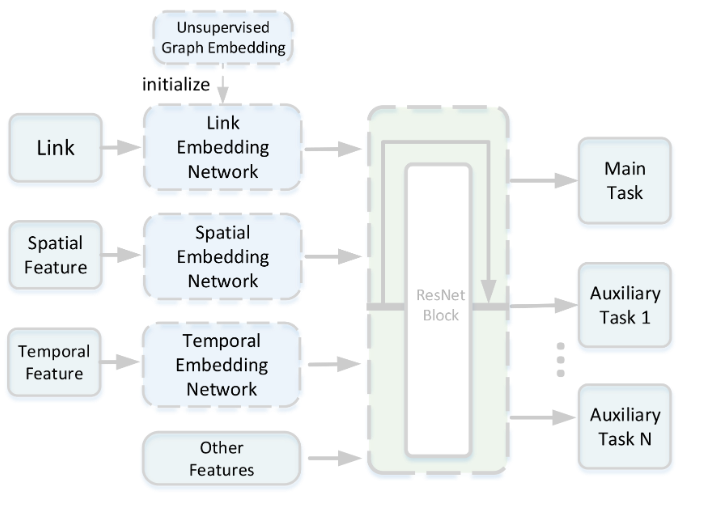 Unsupervised
Graph Embedding
initialize
Link
Link
Embedding
Network
Spatial
Feature
Spatial
Embedding
Network
Temporal
Feature
Temporal
Embedding
Network
Other
Features
ResNet
Block
Main
Task
Auxiliary
Task 1
Auxiliary
Task N